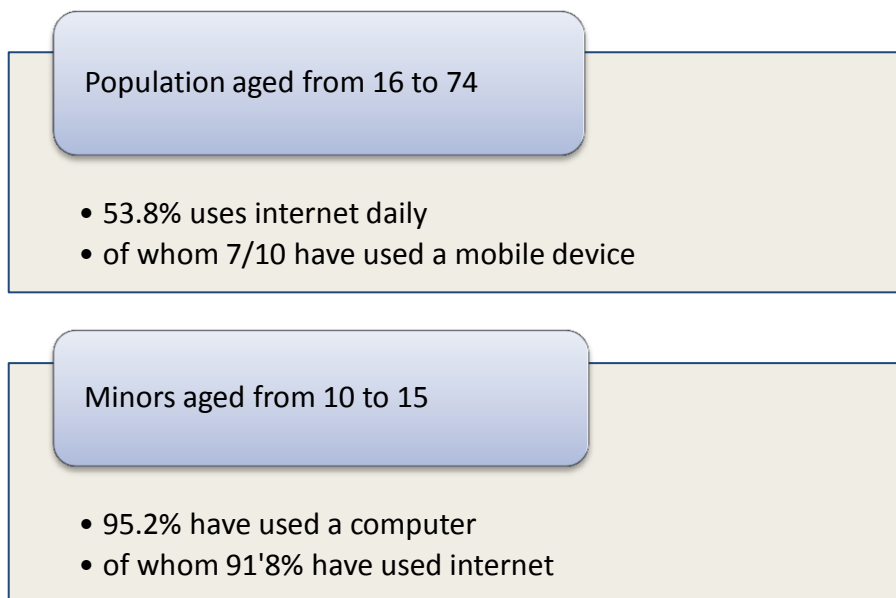 Population aged from 16 to 74
• 53.8% uses internet daily
• of whom 7/10 have used a mobile device
Minors aged from 10 to 15
• 95.2% have used a computer
• of whom 91'8% have used internet